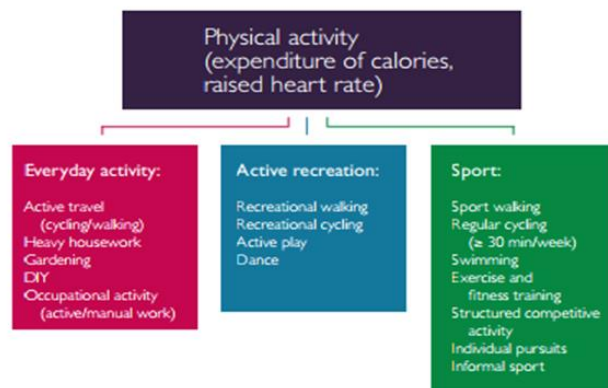 Physical activity
(expenditure of calories,
raised heart rate)
Everyday activity:
Active travel
(cycling/walking)
Heavy housework
Gardening
DIY
Occupational activity
(active/manual work)
Active recreation:
Recreational walking
Recreational cycling
Active play
Dance
Sport:
Sport walking
Regular cycling
(≥ 30 min/week)
Swimming
Exercise and
fitness training
Structured competitive
activity
Individual pursuits
Informal sport